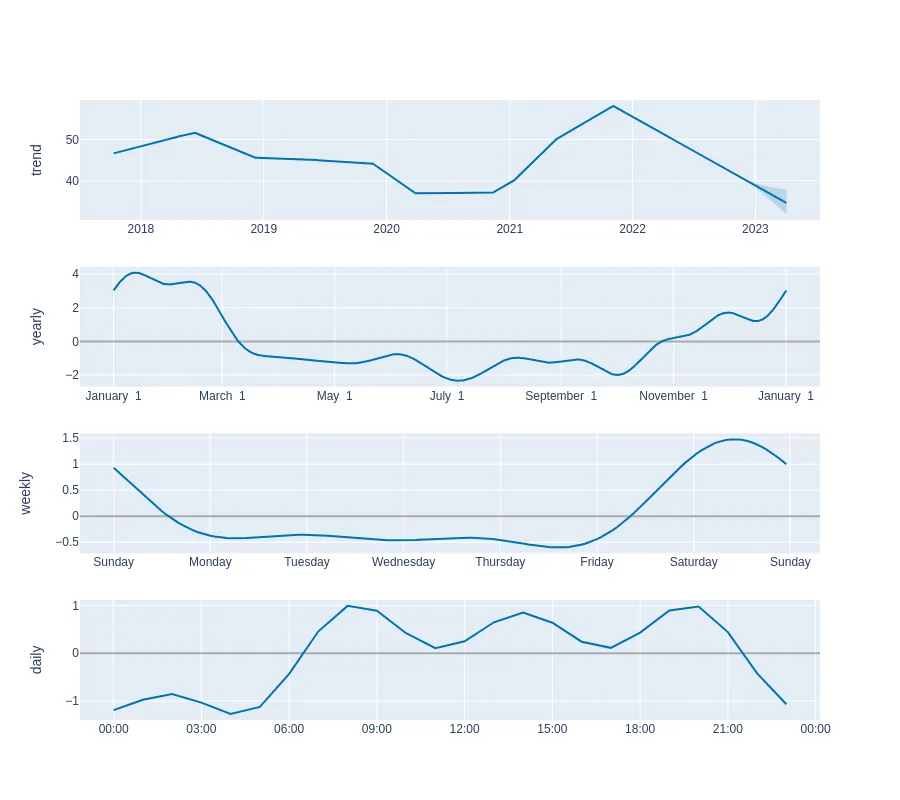 trend
50
40
2018 2019 2020 2021 2022 2023
yearly
4
2
0
−2
January 1 March 1 May 1 July 1 September 1 November 1 January 1
weekly
1.5
1
0.5
0
−0.5
Sunday Monday Tuesday Wednesday Thursday Friday Saturday Sunday
daily
1
0
−1
00:00 03:00 06:00 09:00 12:00 15:00 18:00 21:00 00:00